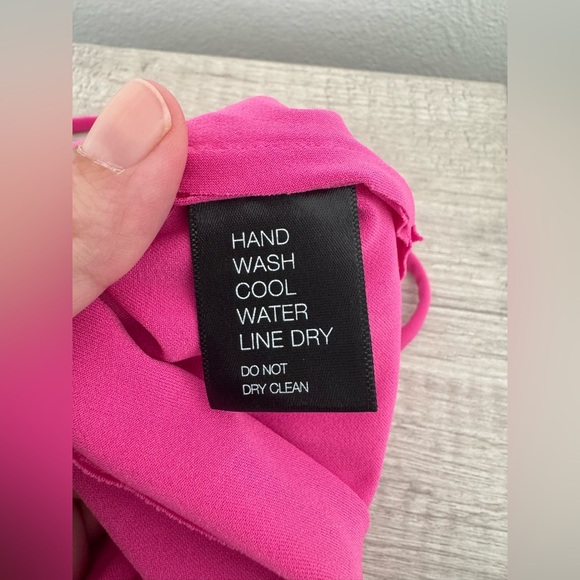 HAND
WASH
COOL
WATER
LINE DRY
DO NOT
DRY CLEAN